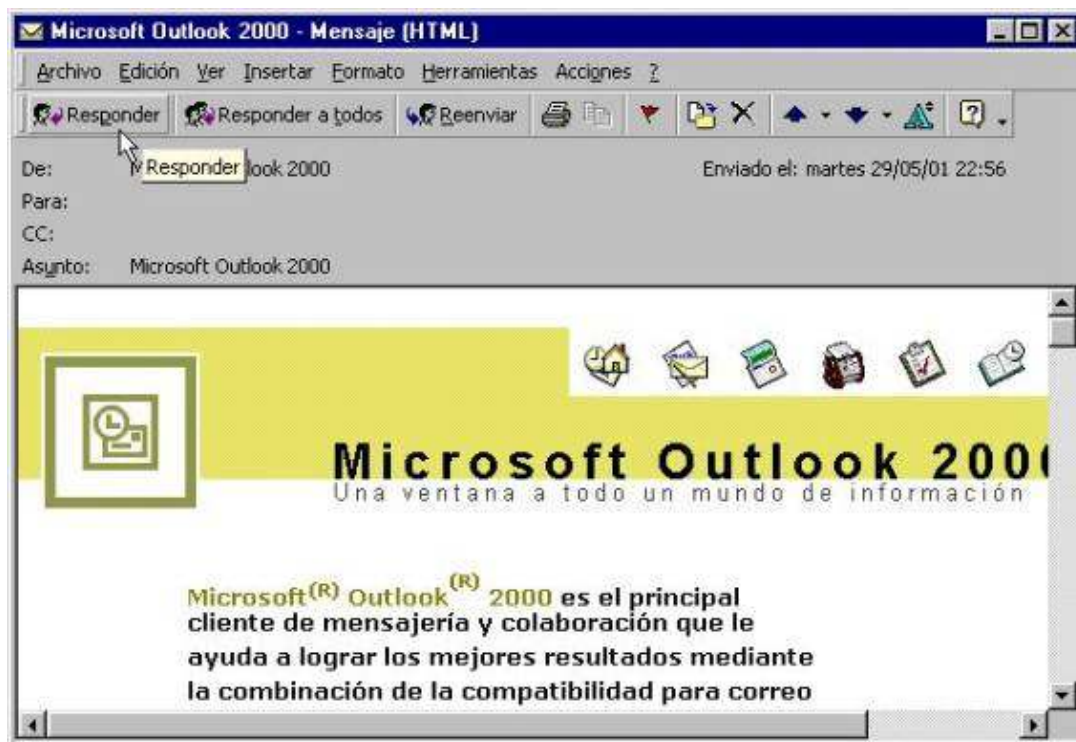 Microsoft Outlook 2000 - Mensaje (HTML)
Archivo Edición Ver Insertar Formato Herramientas Acciones ?
Responder Responder a todos Reenviar
De: M Responder look 2000 Enviado el: martes 29/05/01 22:56
Para:
CC:
Asunto: Microsoft Outlook 2000
Microsoft Outlook 200
Una ventana a todo un mundo de información
Microsoft(R) Outlook(R) 2000 es el principal
cliente de mensajería y colaboración que le
ayuda a lograr los mejores resultados mediante
la combinación de la compatibilidad para correo